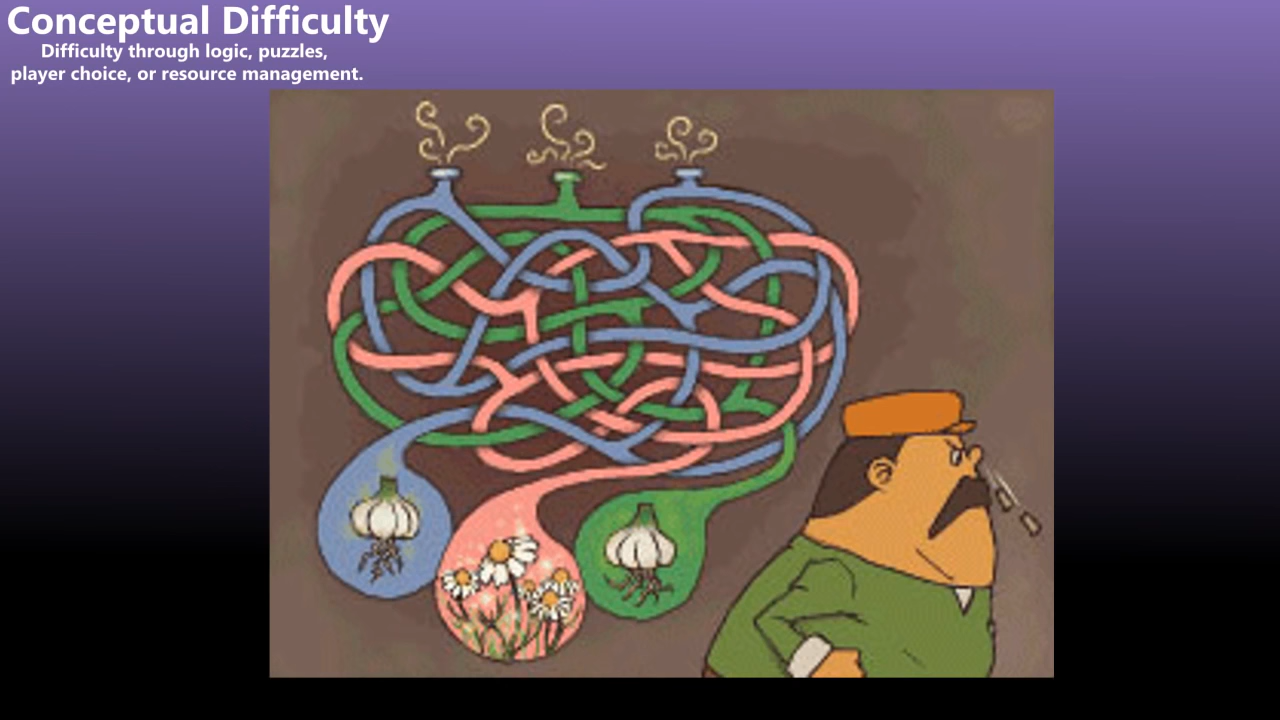 Conceptual Difficulty
Difficulty through logic, puzzles,
player choice, or resource management.